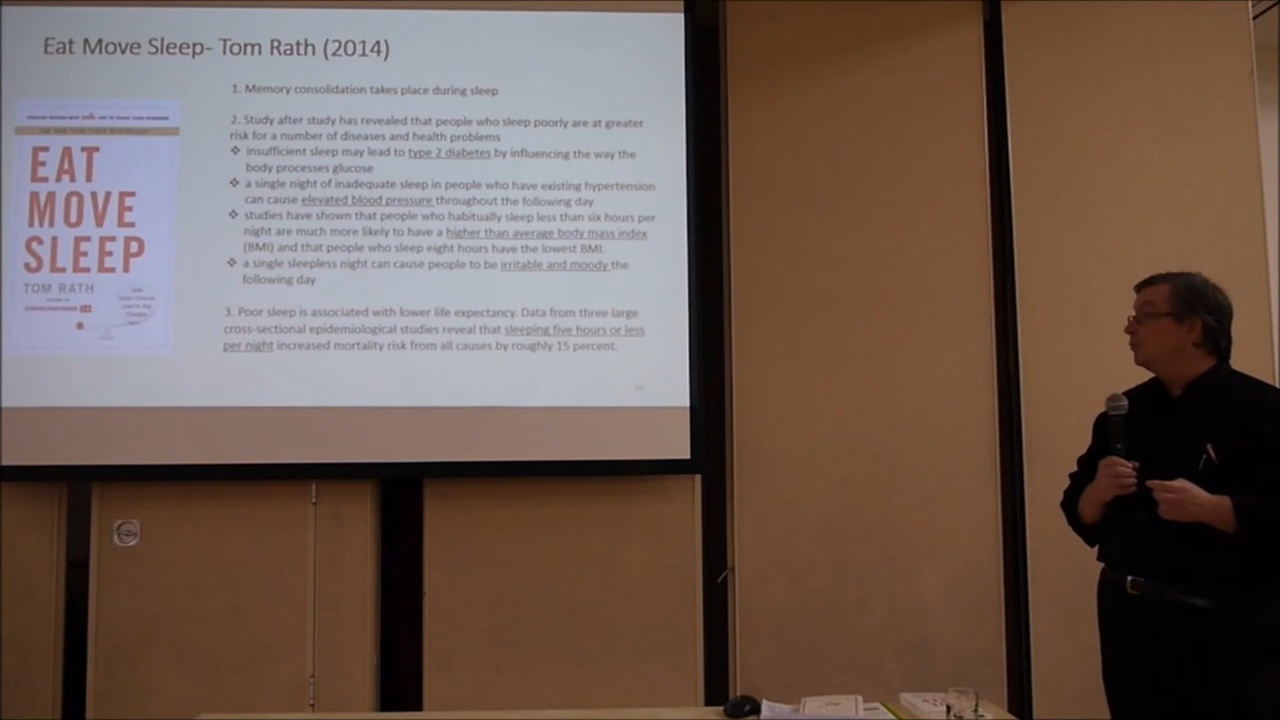 Eat Move Sleep- Tom Rath (2014)
1. Memory consolidation takes place during sleep
2. Study after study has revealed that people who sleep poorly are at greater
risk for a number of diseases and health problems
❖ insufficient sleep may lead to type 2 diabetes by influencing the way the
body processes glucose
❖ a single night of inadequate sleep in people who have existing hypertension
can cause elevated blood pressure throughout the following day
❖ studies have shown that people who habitually sleep less than six hours per
night are much more likely to have a higher than average body mass index
(BMI) and that people who sleep eight hours have the lowest BMI.
❖ a single sleepless night can cause people to be irritable and moody the
following day
3. Poor sleep is associated with lower life expectancy. Data from three large
cross-sectional epidemiological studies reveal that sleeping five hours or less
per night increased mortality risk from all causes by roughly 15 percent.
THE NEW YORK TIMES BESTSELLER
EAT
MOVE
SLEEP
TOM RATH